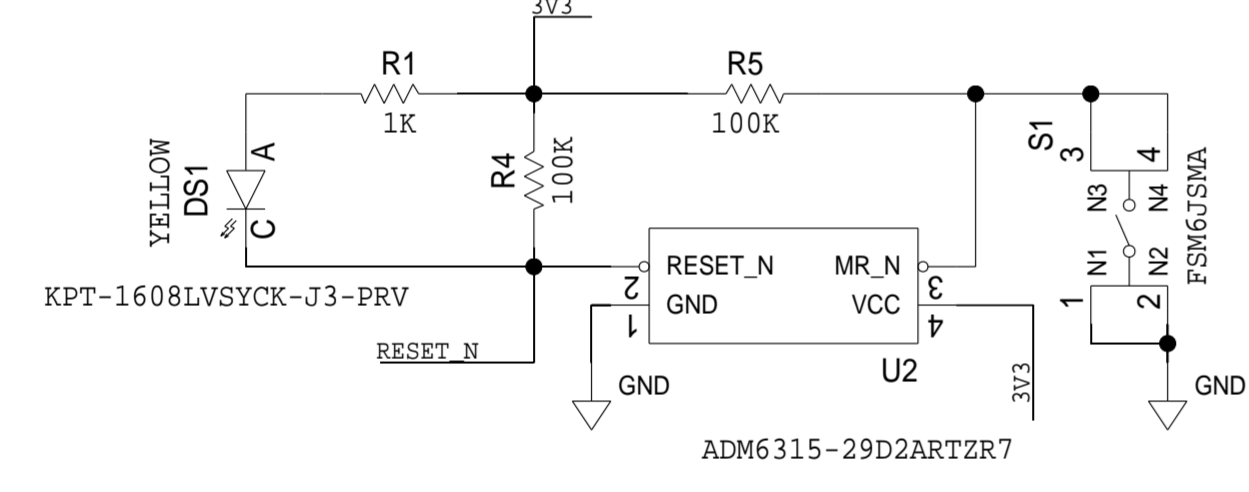 3V3
R1
1K
R5
100K
YELLOW
DS1
A
C
R4
100K
S1
3
4
N3
N4
N1
N2
1
2
FSM6JSMA
KPT-1608LVSYCK-J3-PRV
RESET_N
MR_N
2
3
GND
VCC
1
4
U2
RESET_N
GND
3V3
GND
ADM6315-29D2ARTZR7